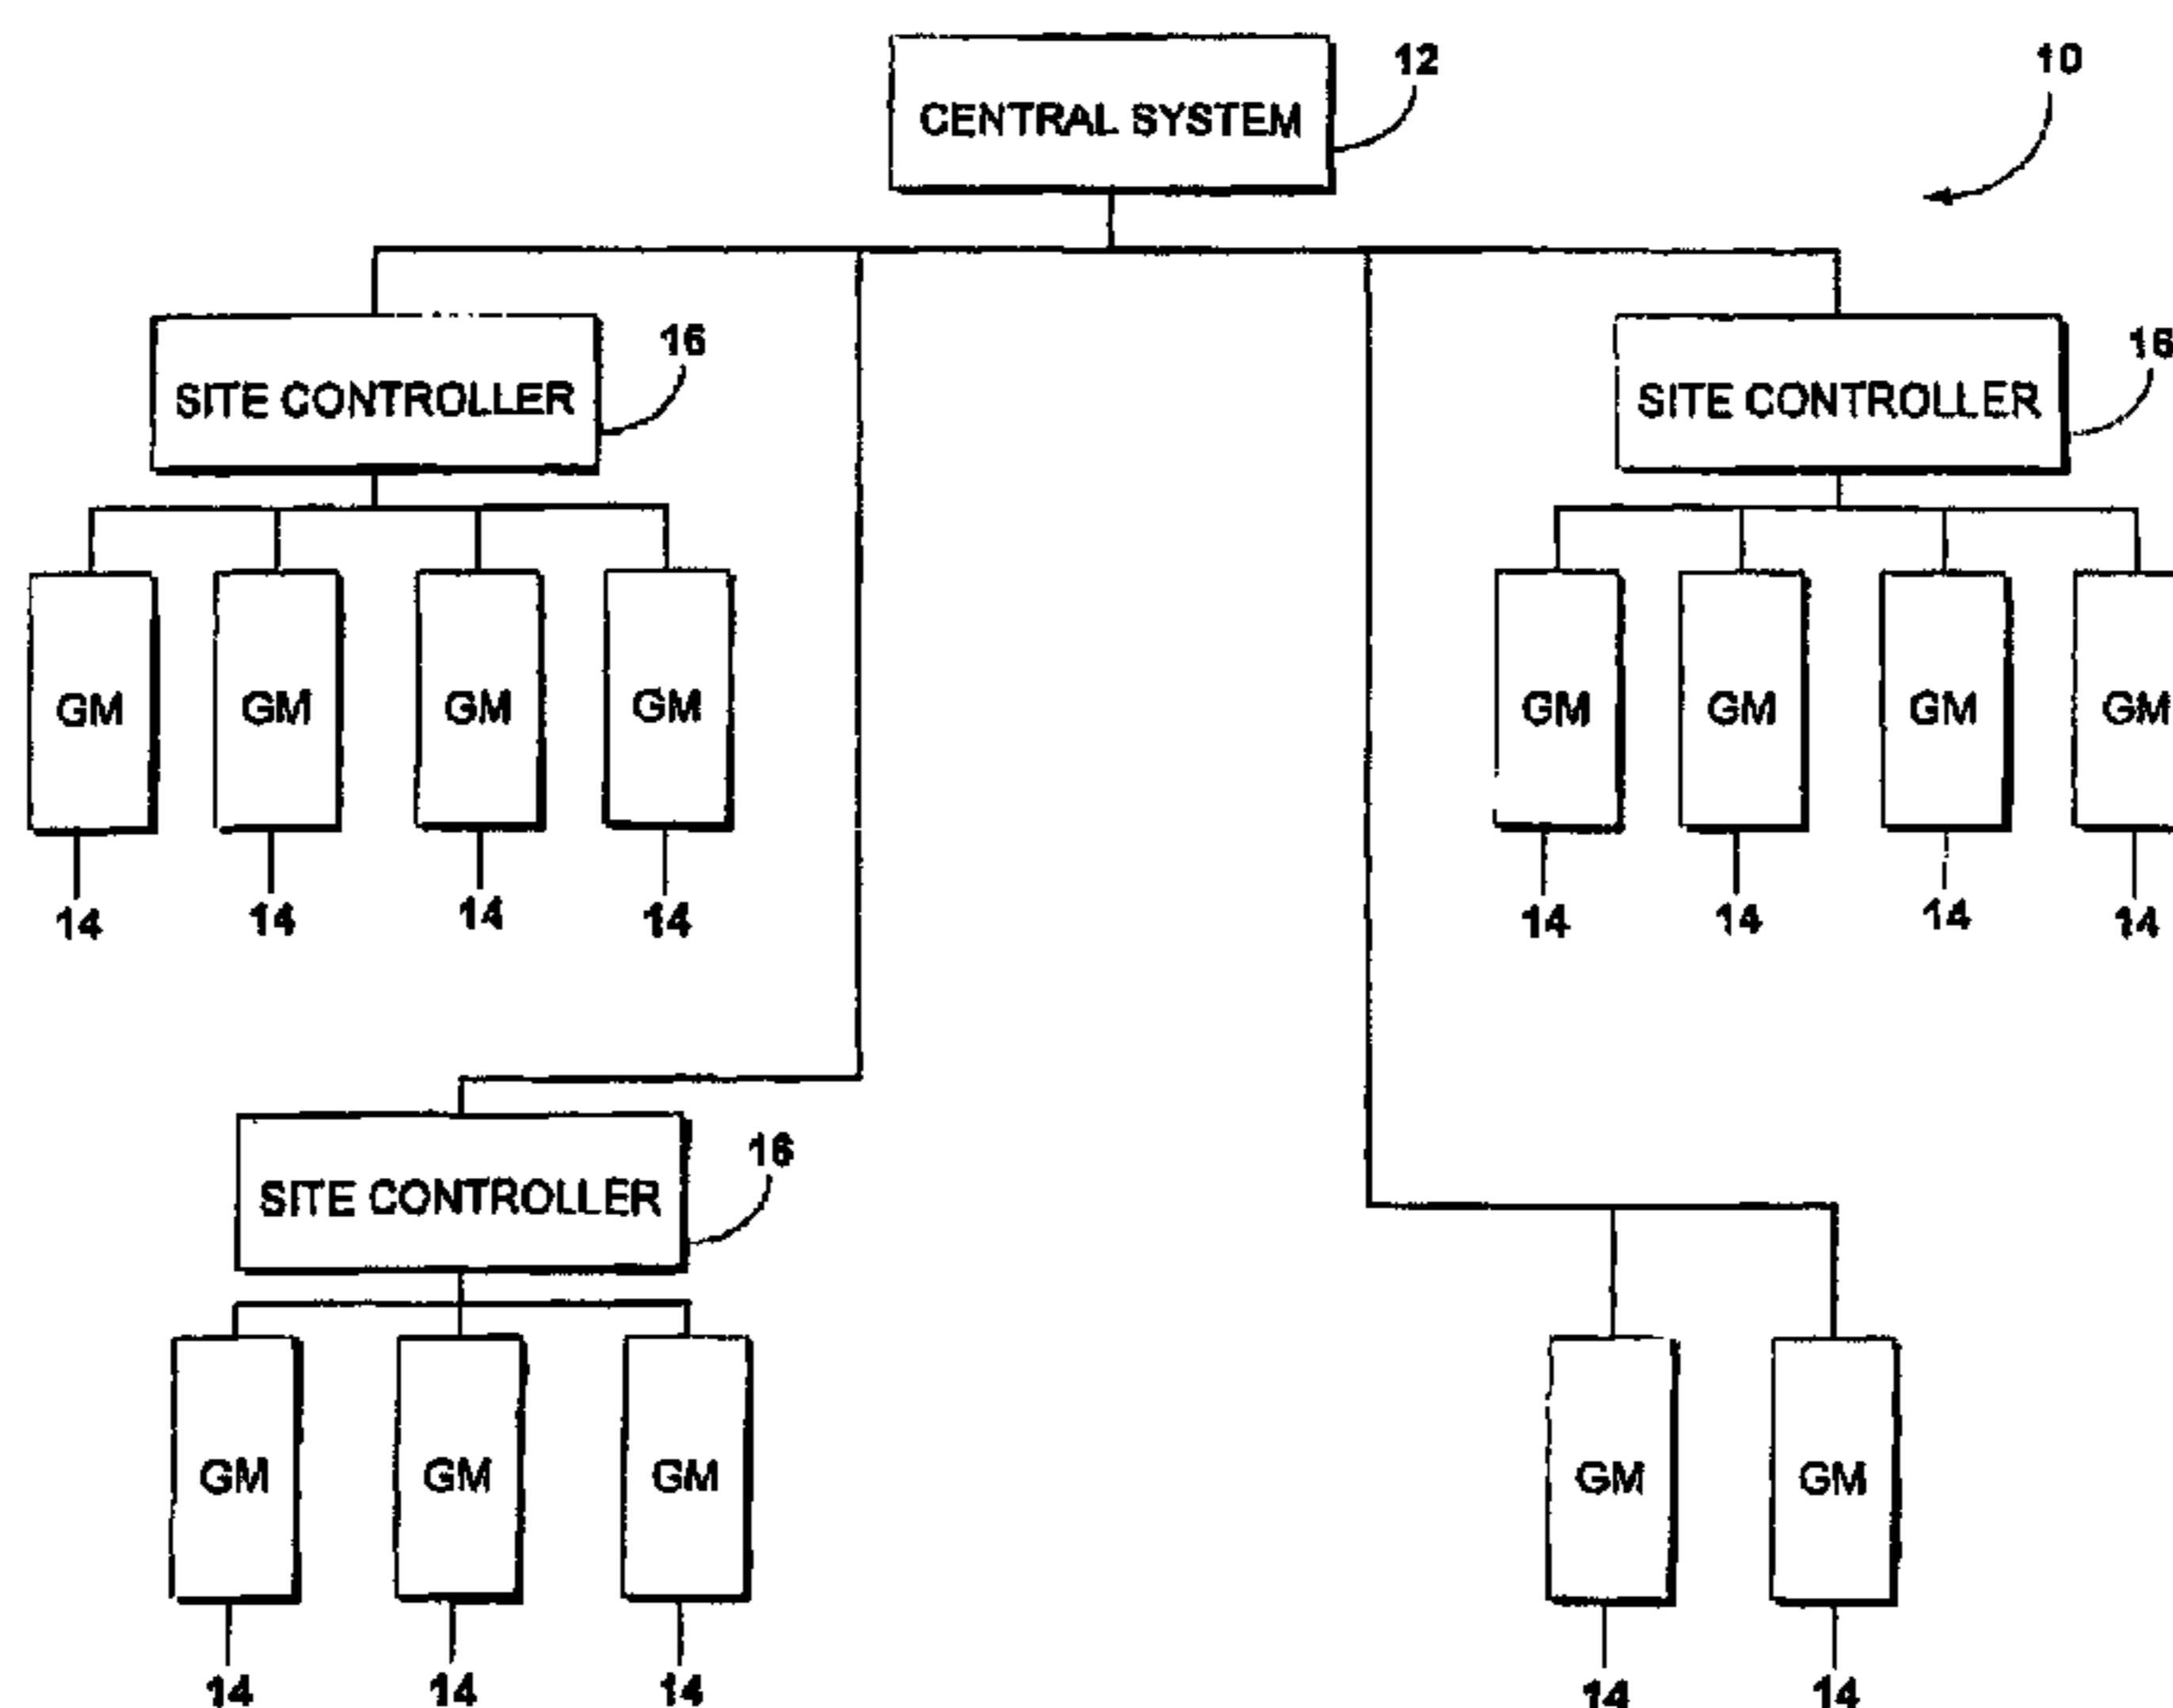 12
10
CENTRAL SYSTEM
16
16
SITE CONTROLLER
SITE CONTROLLER
GM GM GM GM
GM GM GM GM
14 14 14 14
14 14 14 14
16
SITE CONTROLLER
GM GM GM
GM GM
14 14 14
14 14